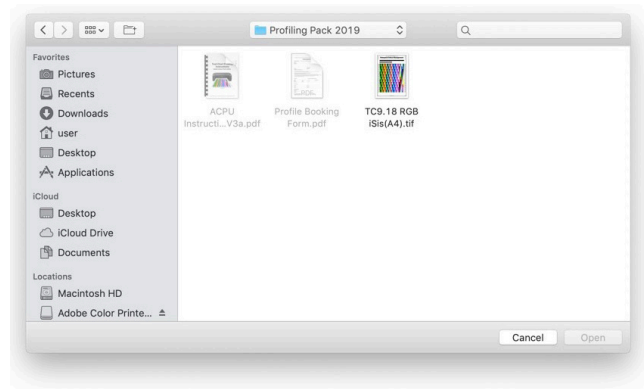 Profiling Pack 2019
Favorites
Pictures
Recents
Downloads
user
Desktop
Applications
iCloud
Desktop
iCloud Drive
Documents
Locations
Macintosh HD
Adobe Color Printe...
ACPU
Instructi...V3a.pdf
Profile Booking
Form.pdf
TC9.18 RGB
iSis(A4).tif
Cancel
Open